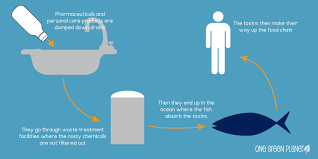 Pharmaceuticals and
personal care products are
dumped down drains
The toxins then make their
way up the food chain
Then they end up in the
ocean where the fish
absorb the toxins
They go through waste treatment
facilities where the nasty chemicals
are not filtered out
ONE GREEN PLANET